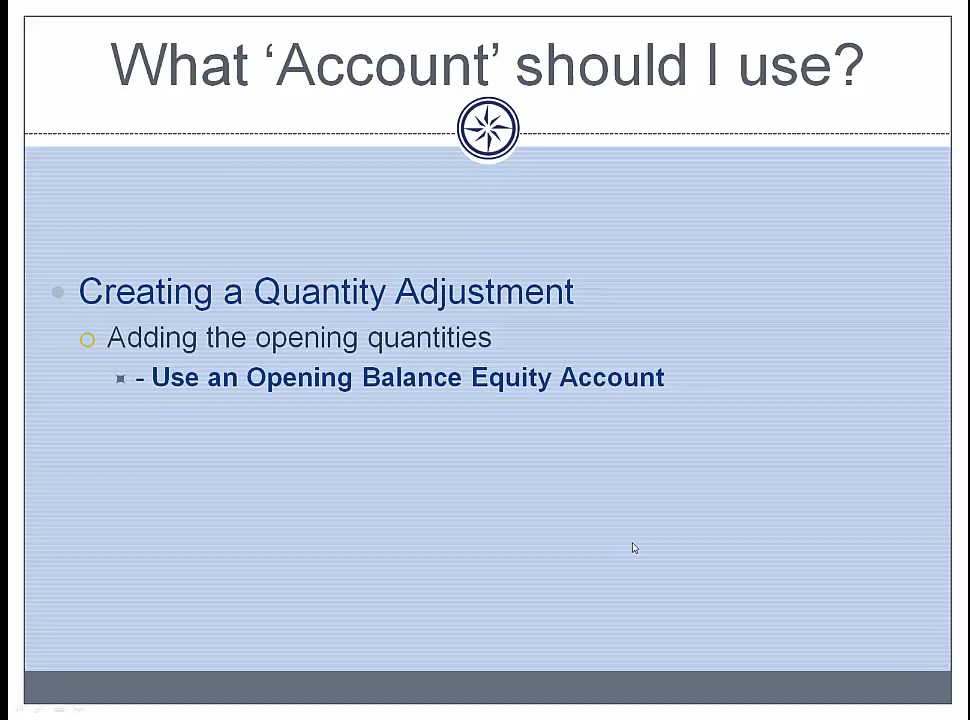 What ‘Account’ should I use?
Creating a Quantity Adjustment
Adding the opening quantities
- Use an Opening Balance Equity Account